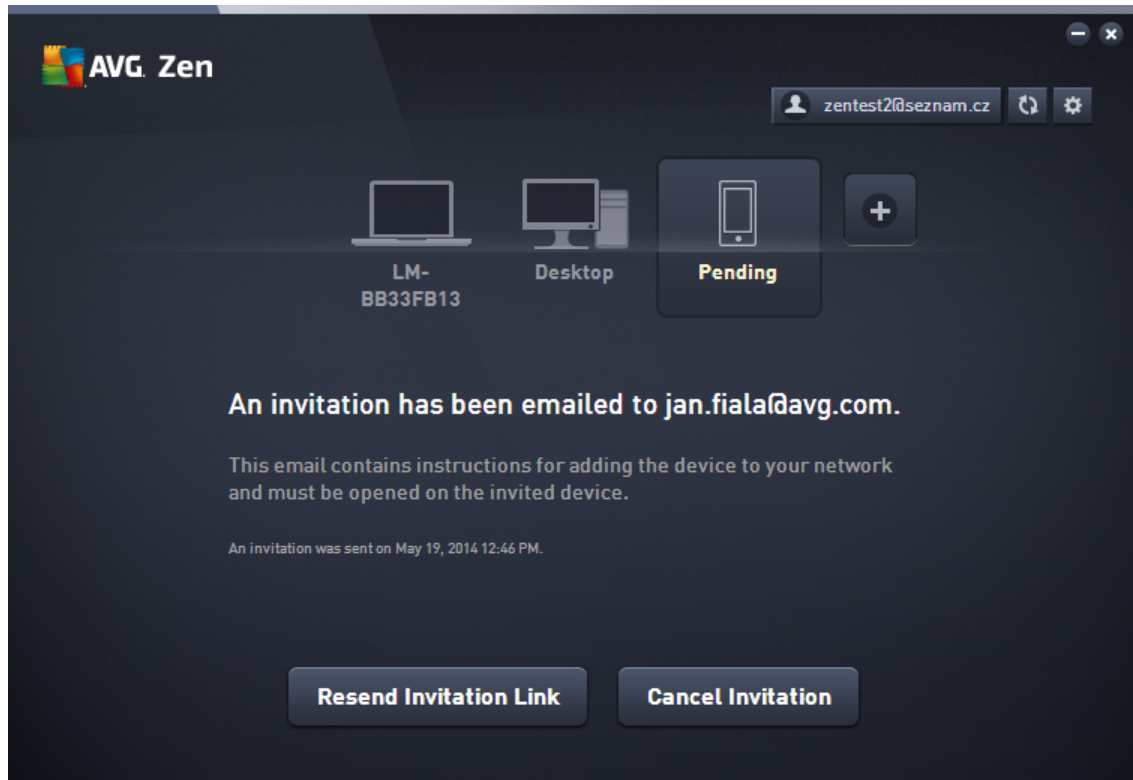 AVG. Zen
zentest2@seznam.cz
LM-
BB33FB13
Desktop
Pending
An invitation has been emailed to jan.fiala@avg.com.
This email contains instructions for adding the device to your network
and must be opened on the invited device.
An invitation was sent on May 19, 2014 12:46 PM.
Resend Invitation Link
Cancel Invitation